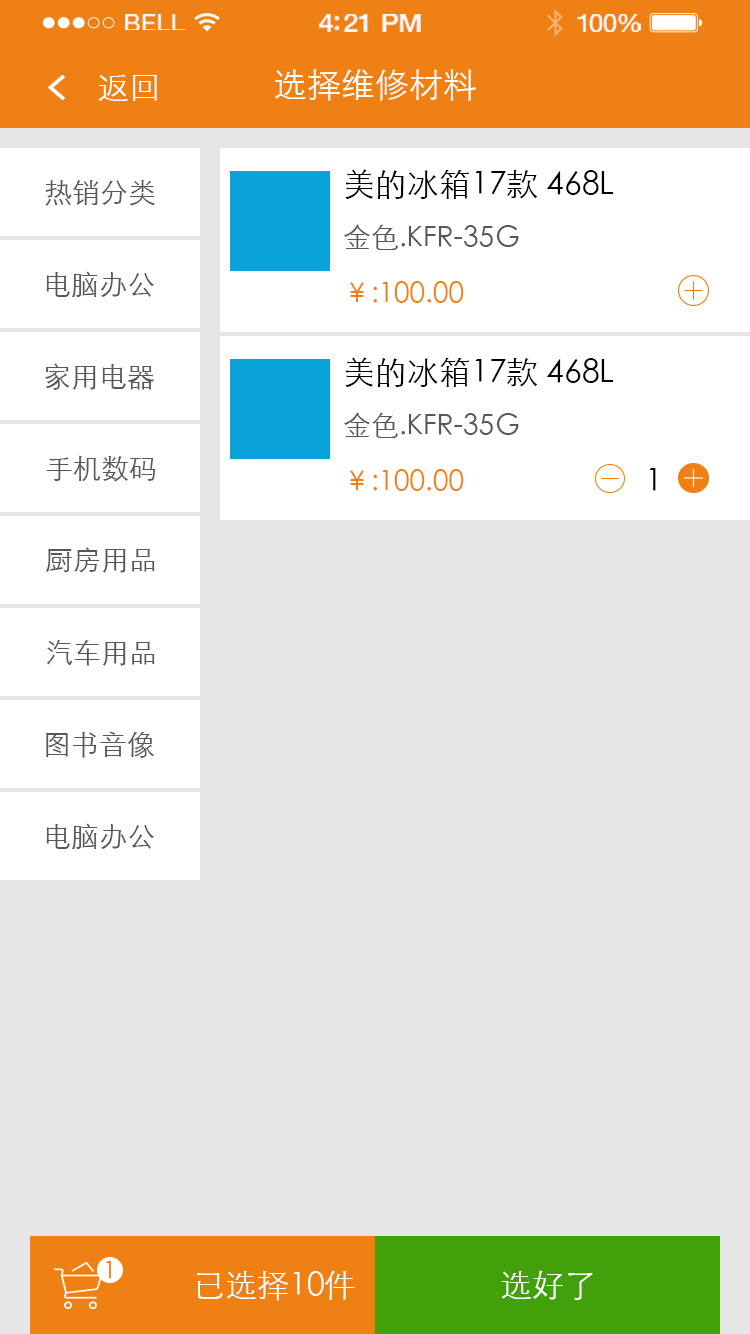 BELL 4:21 PM 100%
返回 选择维修材料
热销分类
电脑办公
家用电器
手机数码
厨房用品
汽车用品
图书音像
电脑办公
美的冰箱17款 468L
金色.KFR-35G
¥:100.00
美的冰箱17款 468L
金色.KFR-35G
¥:100.00 1
1 已选择10件 选好了